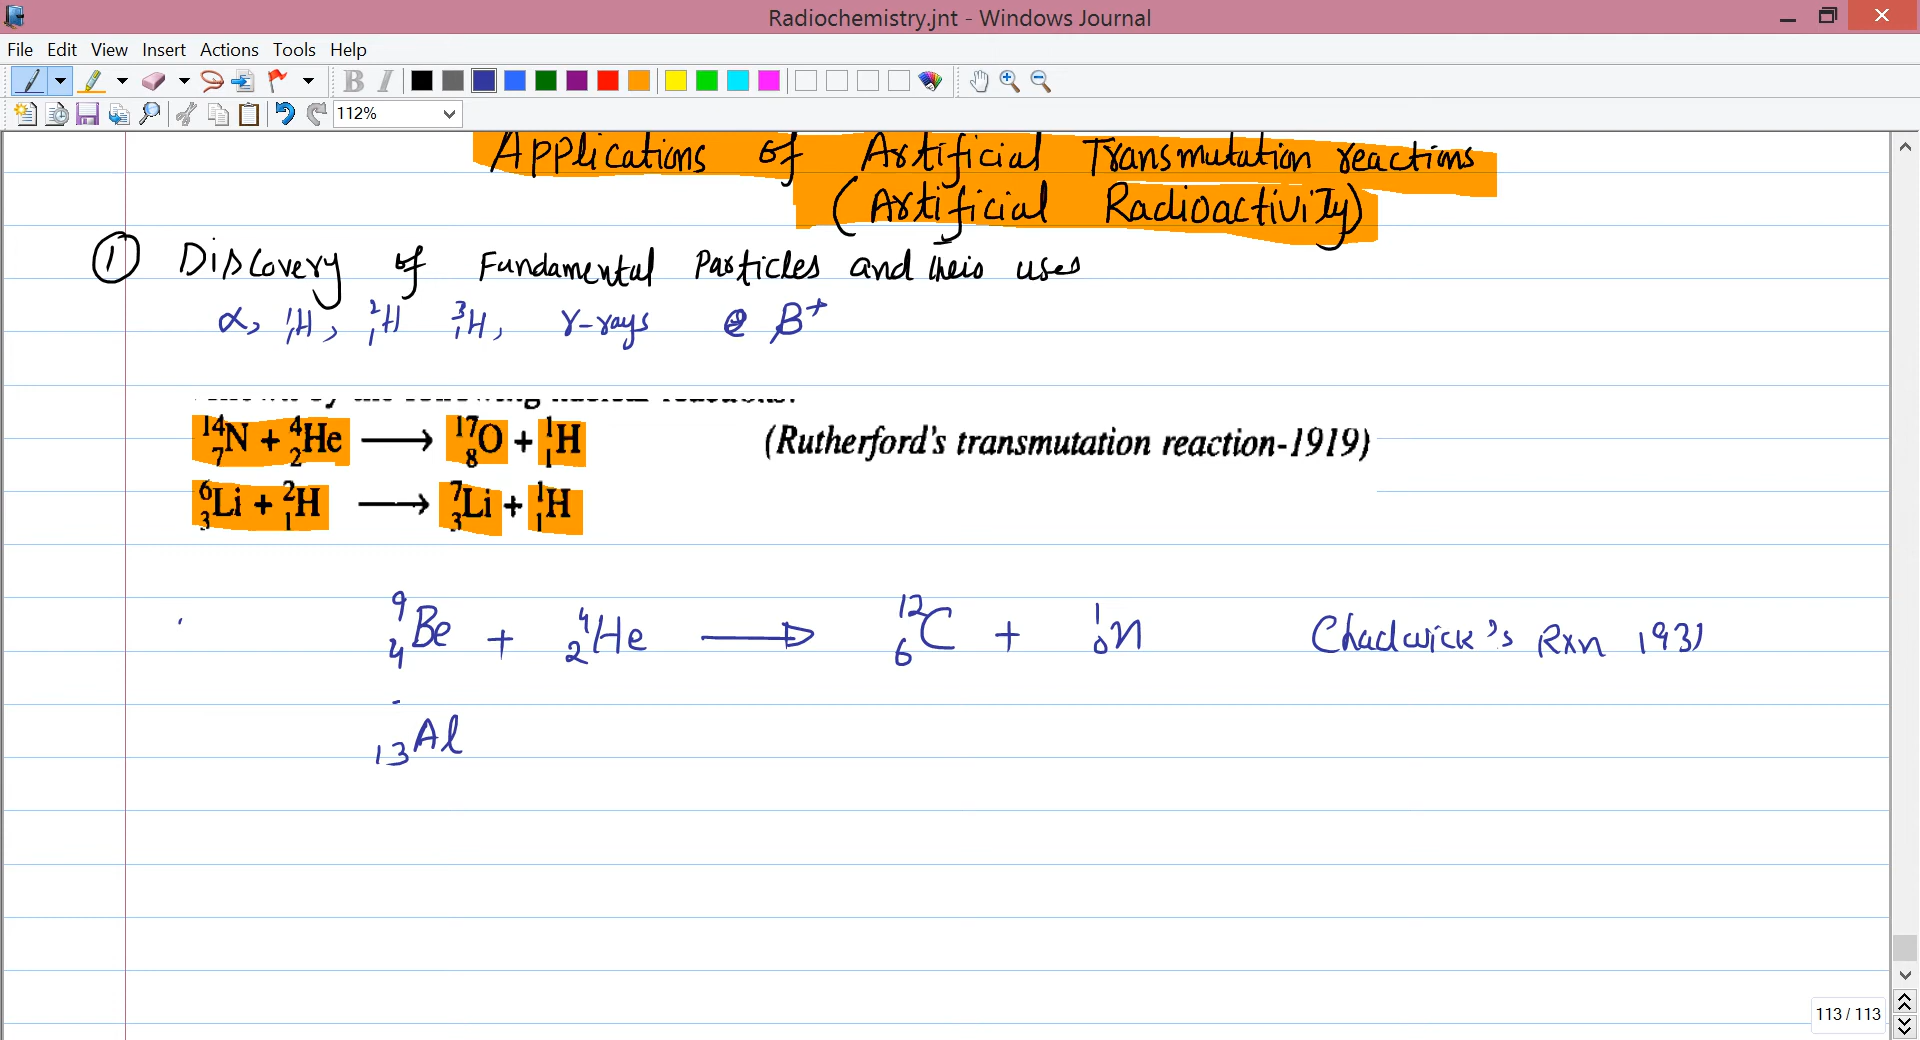 Radiochemistry.jnt - Windows Journal
File Edit View Insert Actions Tools Help
B I
112%
Applications of Artificial Transmutation reactions
(Artificial Radioactivity)
① Discovery of Fundamental Particles and their uses
α, ¹₁H, ²₁H ³₁H, γ-rays e β⁺
¹⁴₇N + ⁴₂He ⟶ ¹⁷₈O + ¹₁H (Rutherford's transmutation reaction-1919)
⁶₃Li + ²₁H ⟶ ⁷₃Li + ¹₁H
⁹₄Be + ⁴₂He ⟶ ¹²₆C + ¹₀n Chadwick's Rxn 1931
₁₃Al
113 / 113